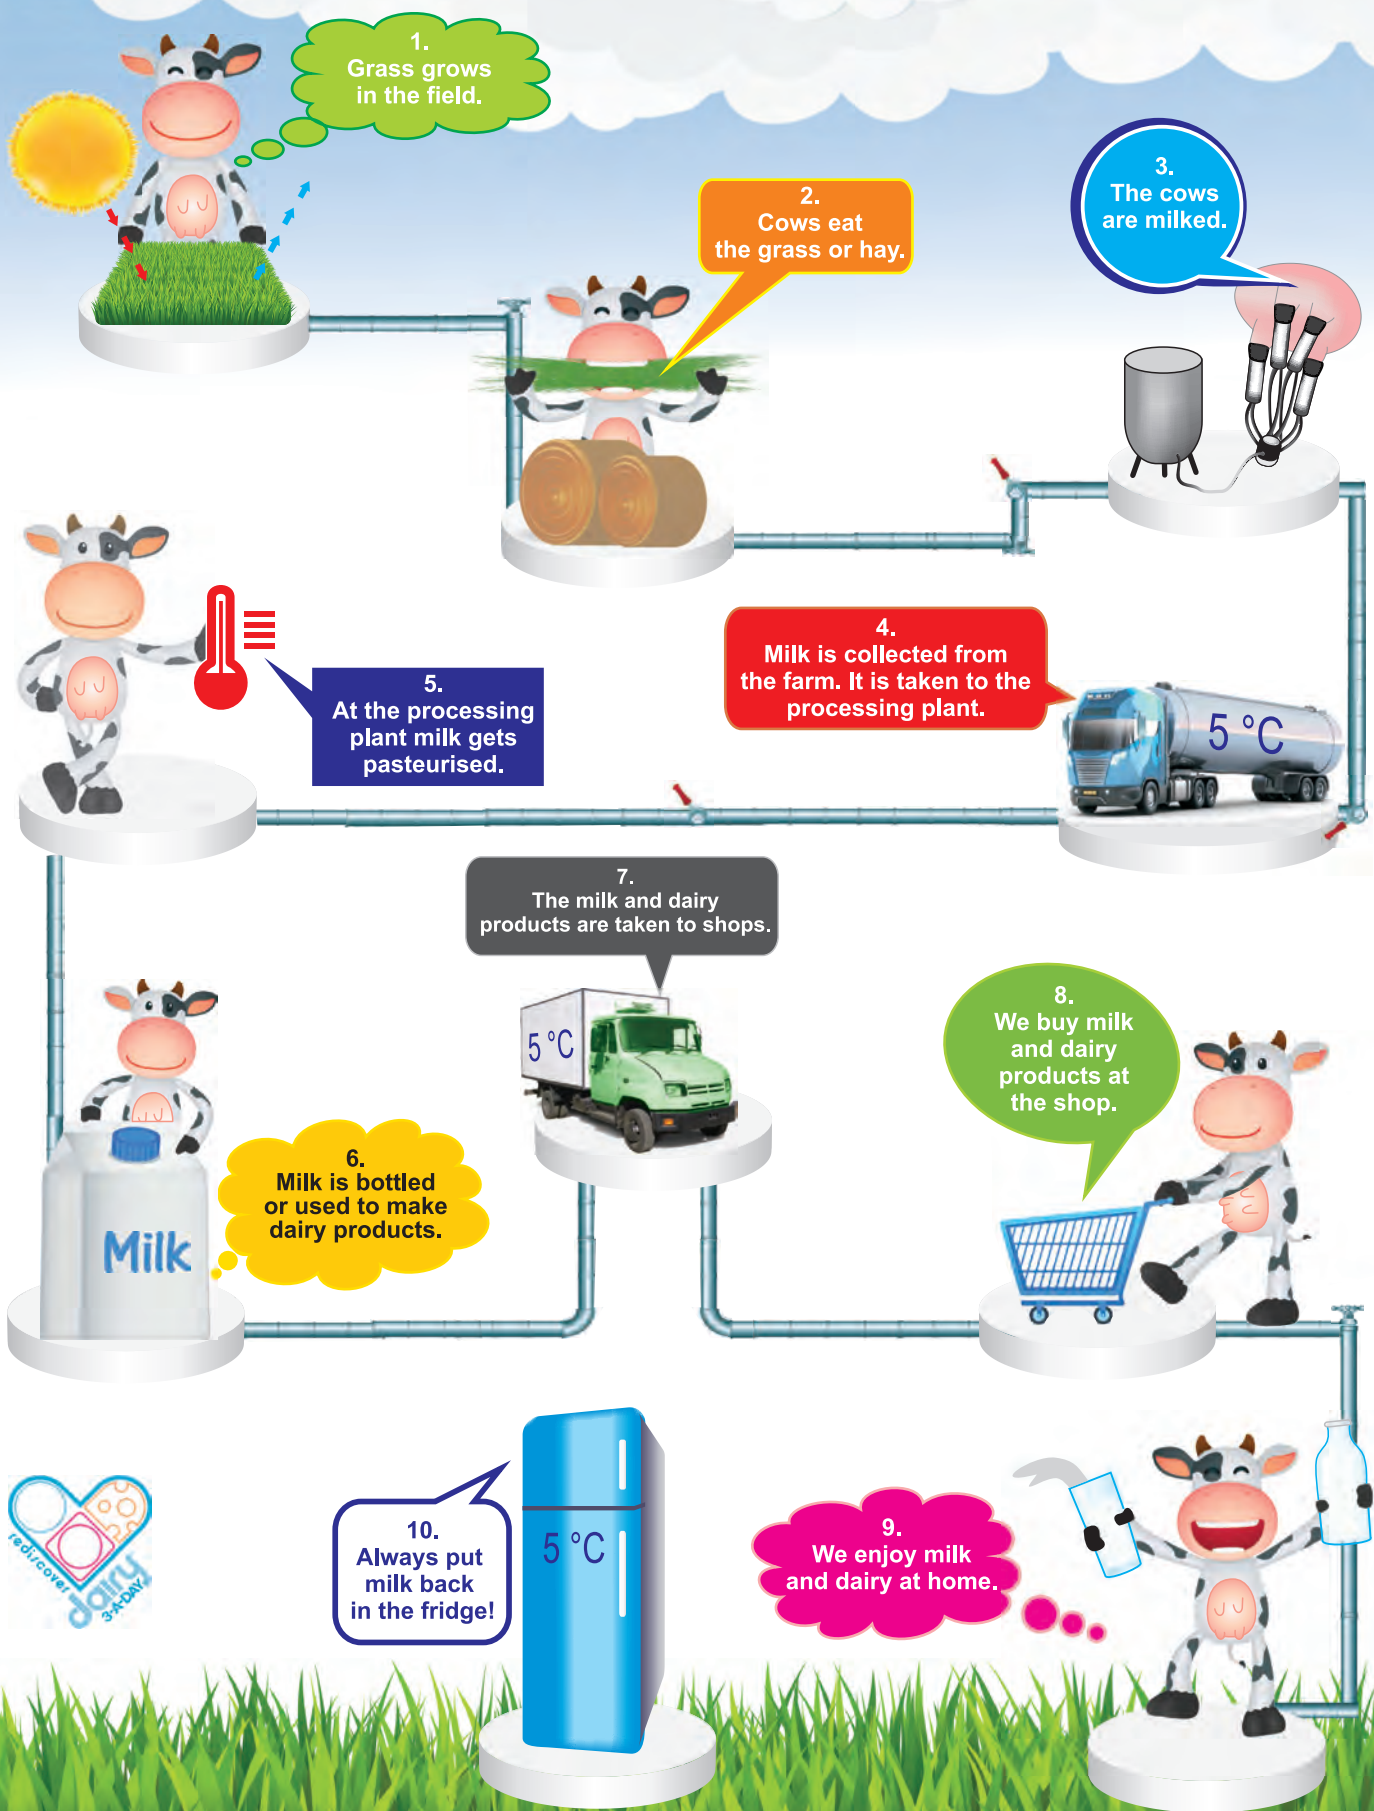 1.
Grass grows
in the field.
2.
Cows eat
the grass or hay.
3.
The cows
are milked.
4.
Milk is collected from
the farm. It is taken to the
processing plant.
5 °C
5.
At the processing
plant milk gets
pasteurised.
6.
Milk is bottled
or used to make
dairy products.
Milk
7.
The milk and dairy
products are taken to shops.
5 °C
8.
We buy milk
and dairy
products at
the shop.
9.
We enjoy milk
and dairy at home.
10.
Always put
milk back
in the fridge!
5 °C
rediscover
dairy
3-A-DAY